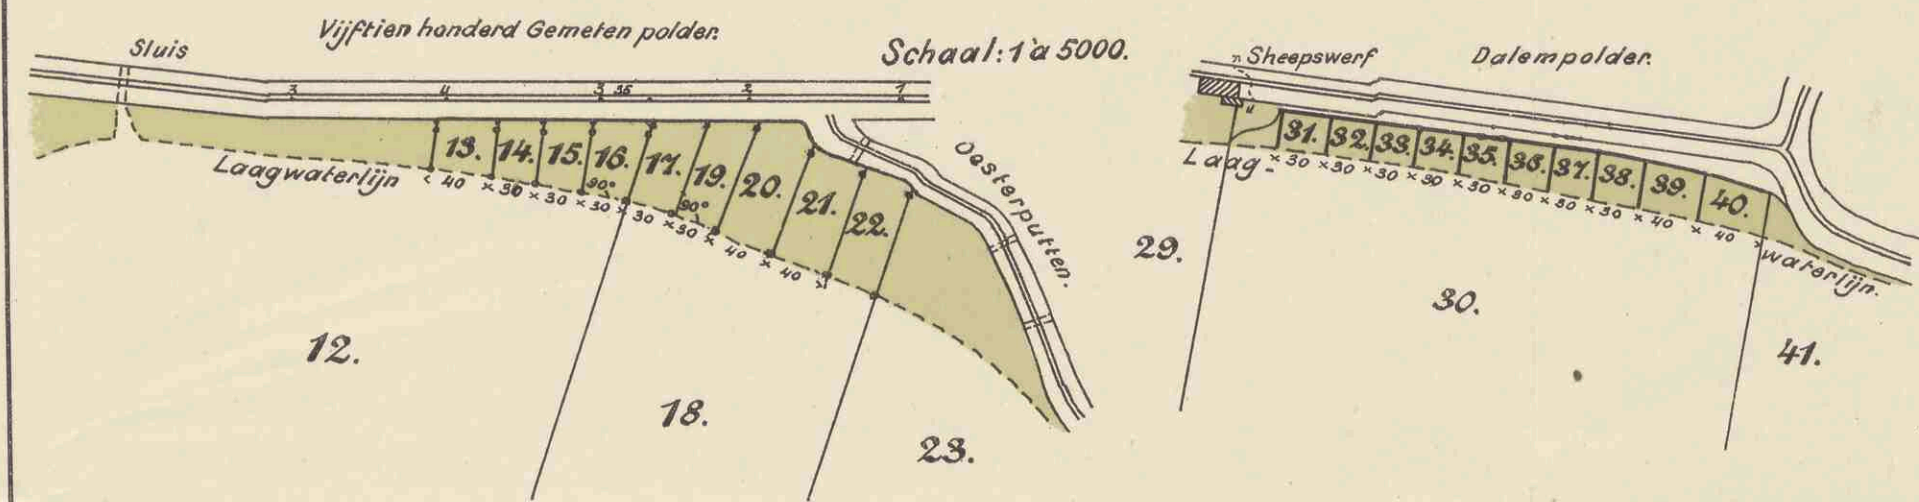 Vijftien honderd Gemeten polder.
Sluis
Schaal: 1 à 5000.
Sheepswerf
Dalempolder.
3 4 3 36 2 1
13. 14. 15. 16. 17. 19. 20. 21. 22.
Laagwaterlijn
40 × 30 × 30 × 30 × 30 × 30 × 40 × 40
90°
90°
Oesterputten.
31. 32. 33. 34. 35. 36. 37. 38. 39. 40.
Laag-
× 30 × 30 × 30 × 30 × 30 × 30 × 30 × 30 × 40 × 40 ×
waterlijn.
12.
18.
23.
29.
30.
41.